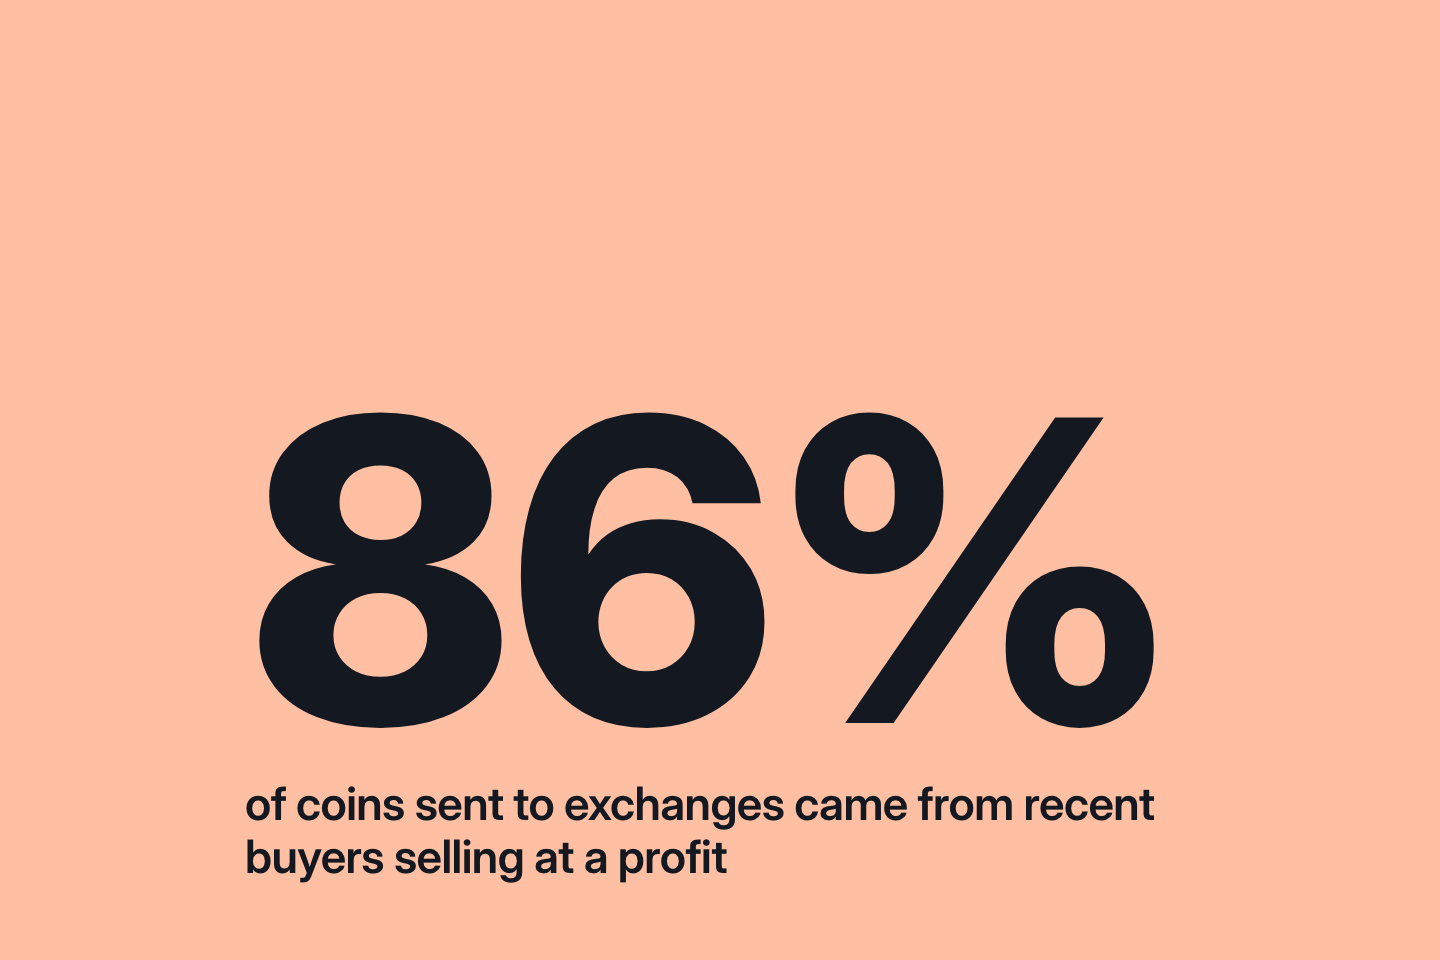 86%
of coins sent to exchanges came from recent
buyers selling at a profit